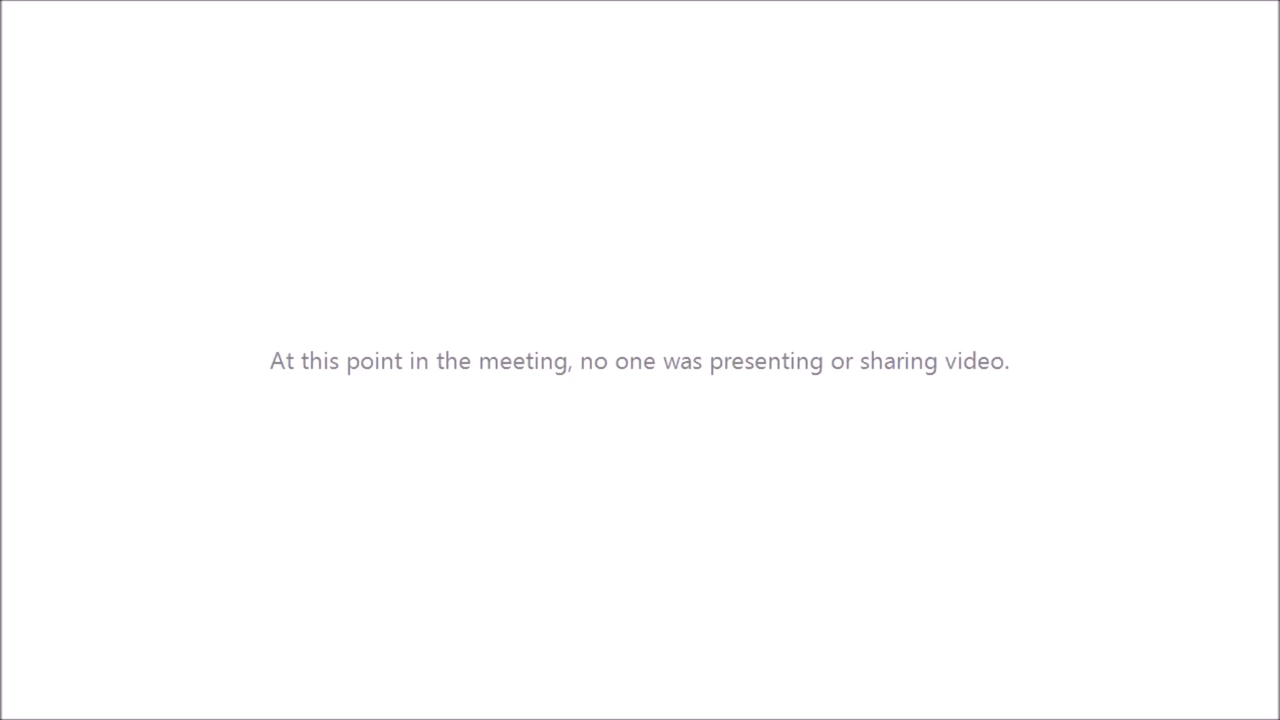 At this point in the meeting, no one was presenting or sharing video.